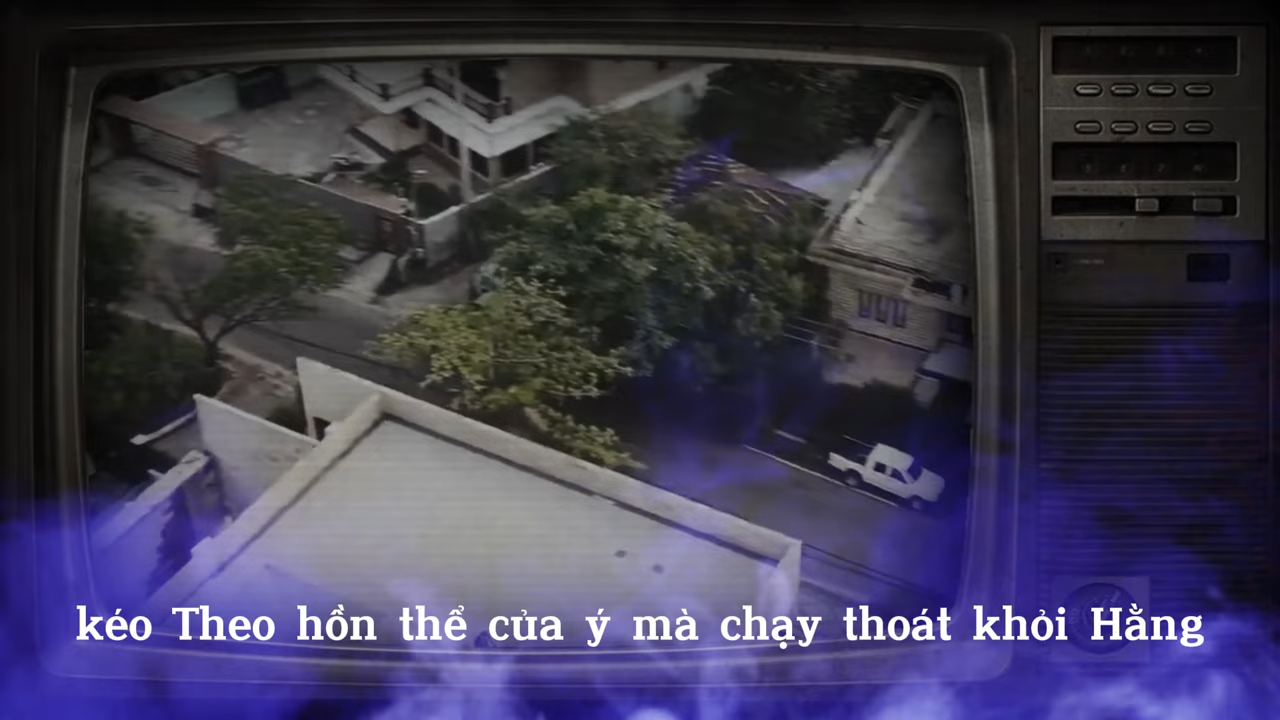 kéo Theo hồn thể của ý mà chạy thoát khỏi Hằng